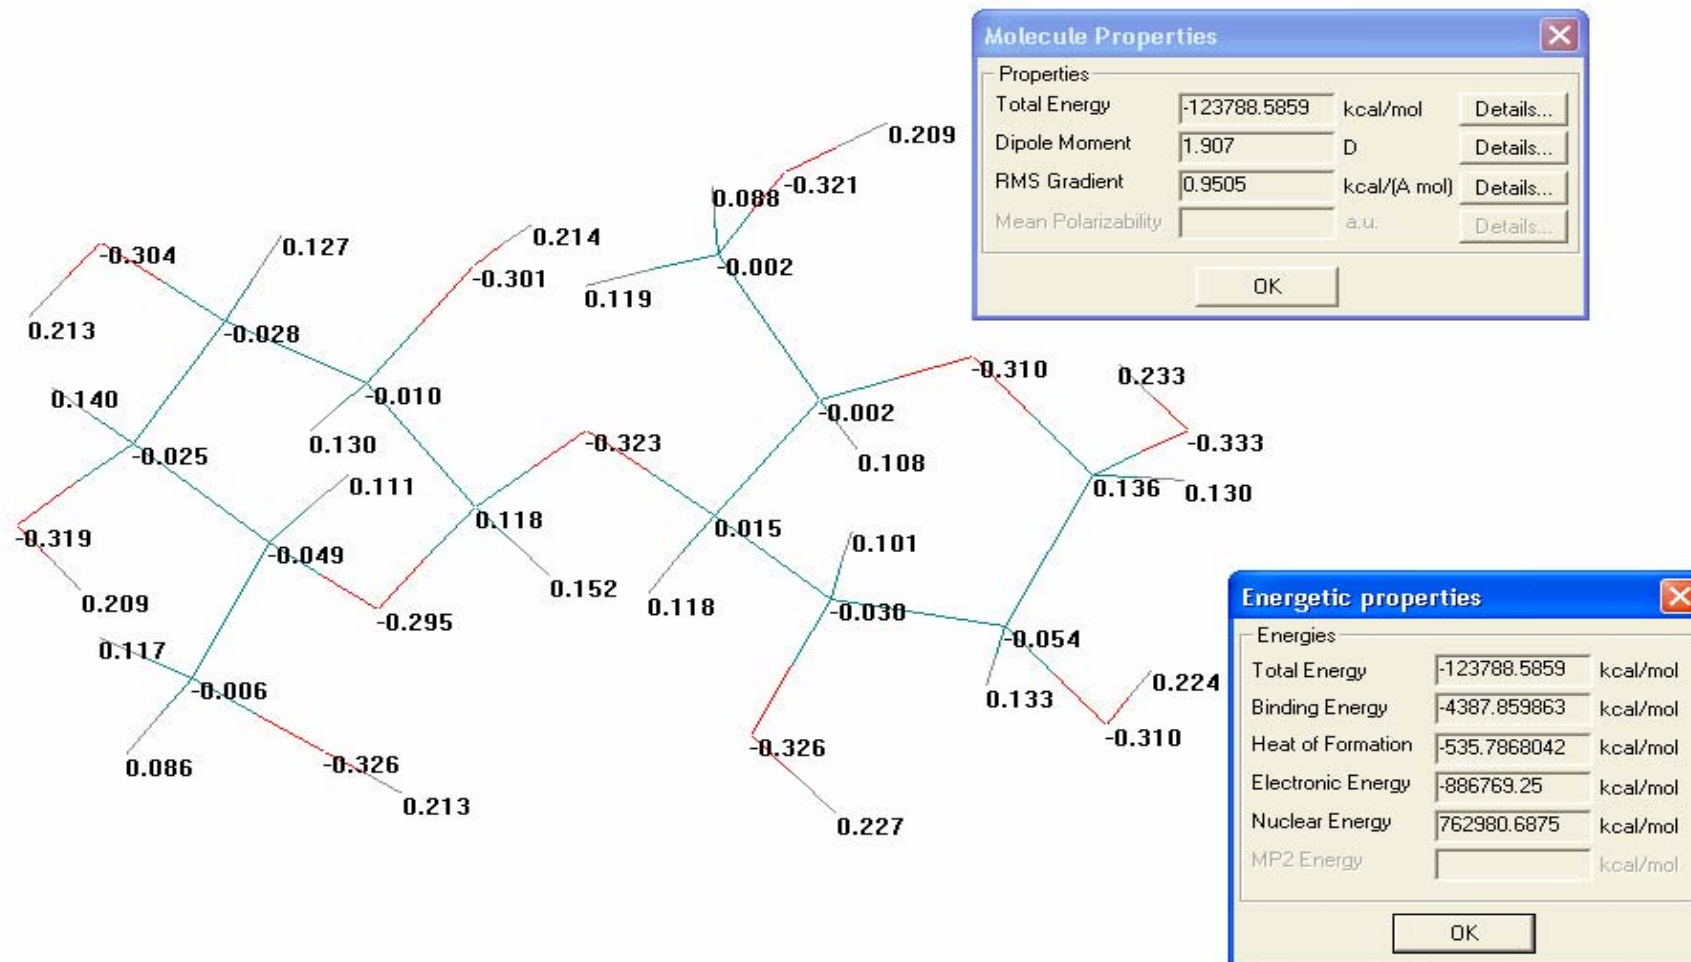 Molecule Properties
Properties
Total Energy -123788.5859 kcal/mol Details...
Dipole Moment 1.907 D Details...
RMS Gradient 0.9505 kcal/(A mol) Details...
Mean Polarizability a.u. Details...
OK
0.209
-0.321
0.088
0.214
-0.304
0.127
-0.002
-0.301
0.119
0.213
-0.028
-0.310
0.233
0.140
-0.010
-0.002
0.130
-0.323
-0.333
-0.025
0.108
0.111
0.136
0.130
0.118
0.015
-0.319
0.101
-0.049
0.152
0.209
0.118
-0.030
-0.295
-0.054
0.117
0.224
-0.006
0.133
-0.310
-0.326
0.086
-0.326
0.213
0.227
Energetic properties
Energies
Total Energy -123788.5859 kcal/mol
Binding Energy -4387.859863 kcal/mol
Heat of Formation -535.7868042 kcal/mol
Electronic Energy -886769.25 kcal/mol
Nuclear Energy 762980.6875 kcal/mol
MP2 Energy kcal/mol
OK